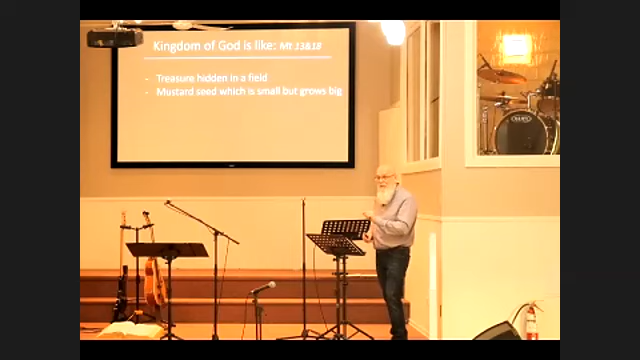 Kingdom of God is like: Mt 13&18
- Treasure hidden in a field
- Mustard seed which is small but grows big